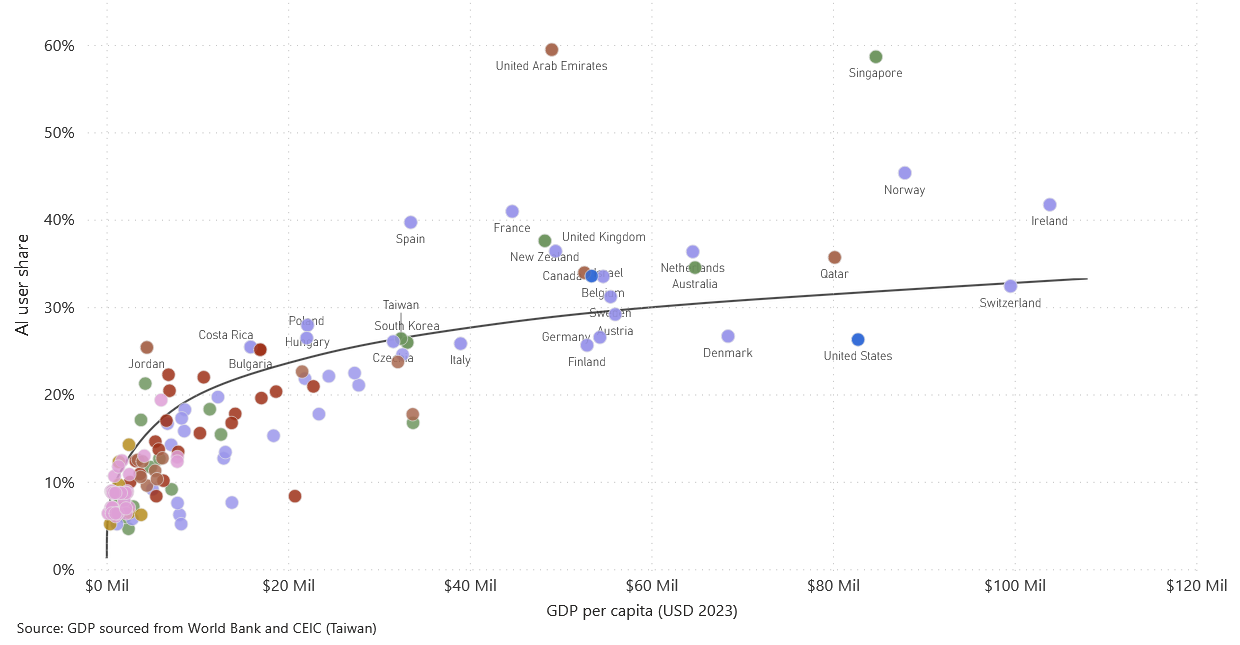 60%
United Arab Emirates
Singapore
50%
Norway
40%
Ireland
France
Spain
United Kingdom
New Zealand
Canada
Israel
Netherlands
Qatar
Australia
Belgium
30%
Switzerland
Taiwan
Sweden
Poland
South Korea
Austria
Costa Rica
Hungary
Germany
Denmark
United States
Czechia
Italy
Finland
Jordan
Bulgaria
20%
10%
0%
AI user share
$0 Mil
$20 Mil
$40 Mil
$60 Mil
$80 Mil
$100 Mil
$120 Mil
GDP per capita (USD 2023)
Source: GDP sourced from World Bank and CEIC (Taiwan)